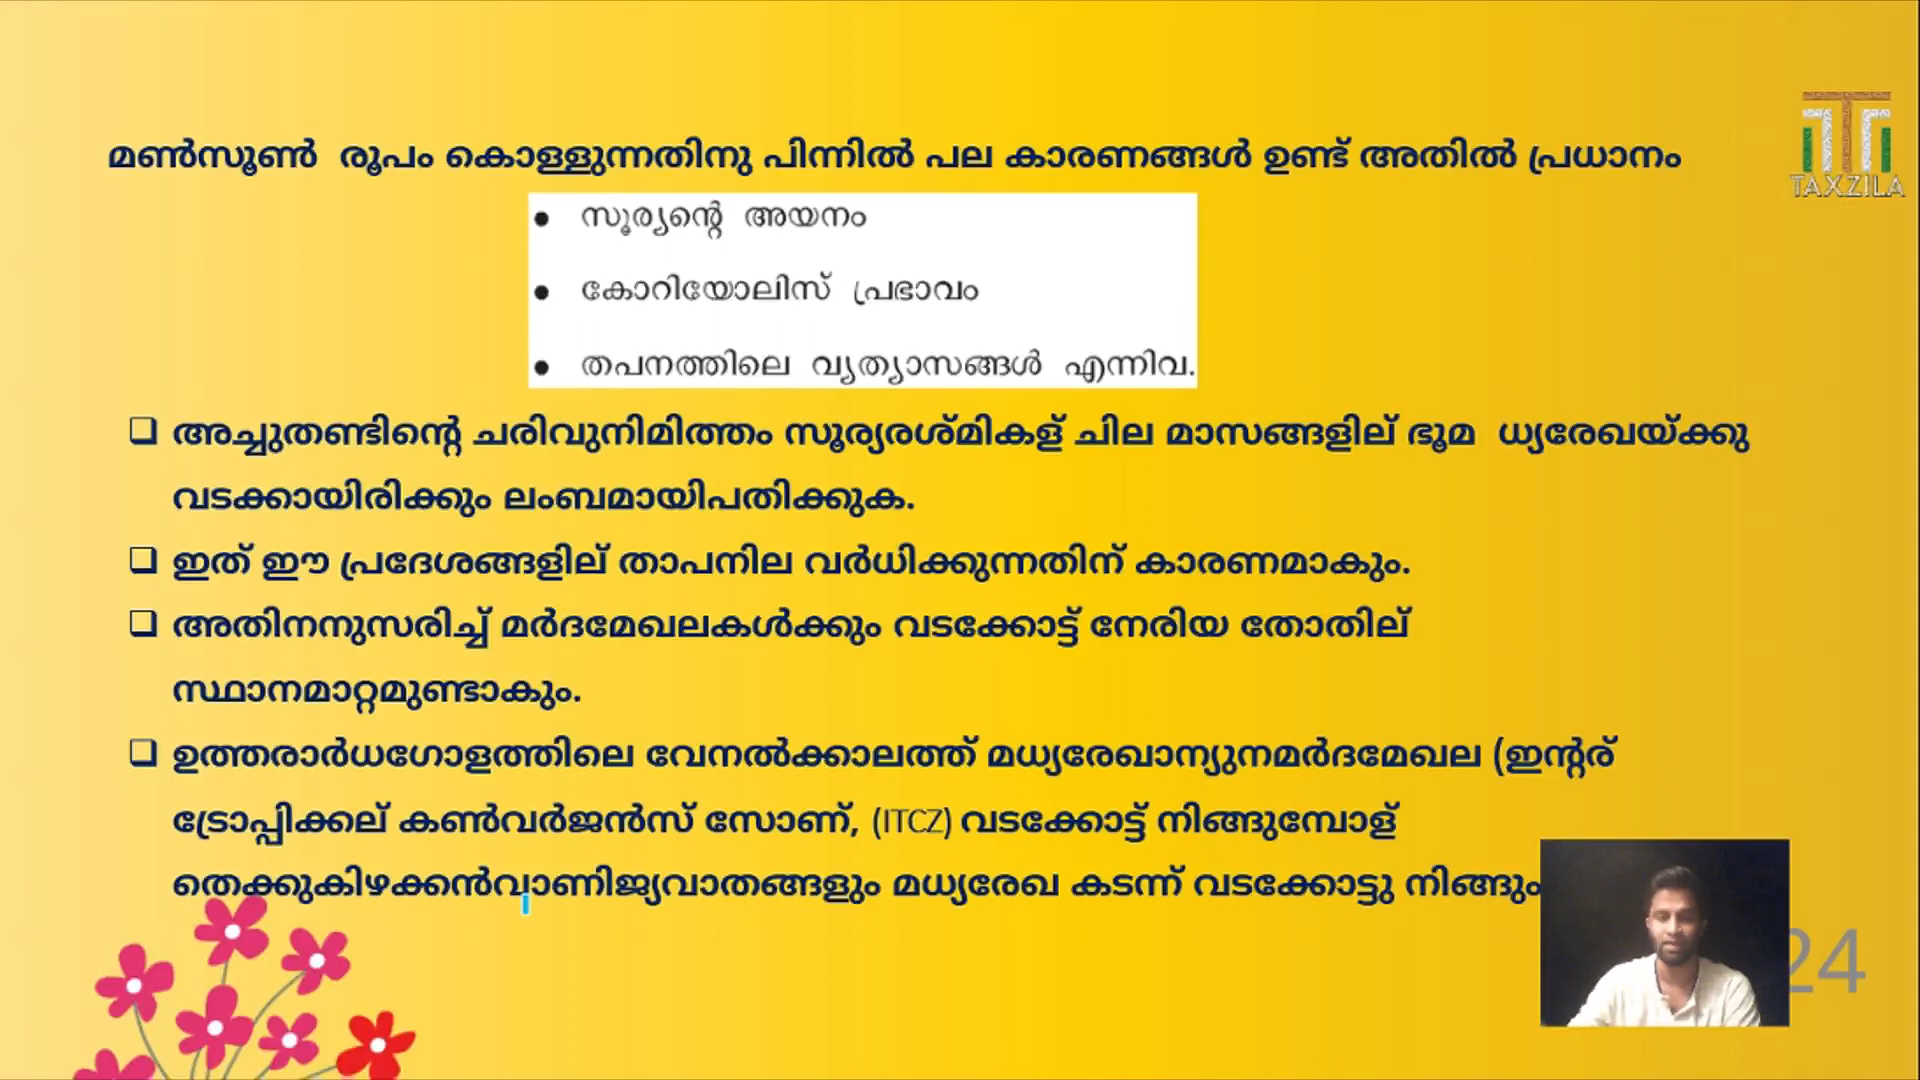 മൺസൂൺ രൂപം കൊള്ളുന്നതിനു പിന്നിൽ പല കാരണങ്ങൾ ഉണ്ട് അതിൽ പ്രധാനം
TAXZILA
• സൂര്യന്റെ അയനം
• കോറിയോലിസ് പ്രഭാവം
• തപനത്തിലെ വ്യത്യാസങ്ങൾ എന്നിവ.
❑ അച്ചുതണ്ടിന്റെ ചരിവുനിമിത്തം സൂര്യരശ്മികള് ചില മാസങ്ങളില് ഭൂമ ധ്യരേഖയ്ക്കു
വടക്കായിരിക്കും ലംബമായിപതിക്കുക.
❑ ഇത് ഈ പ്രദേശങ്ങളില് താപനില വർധിക്കുന്നതിന് കാരണമാകും.
❑ അതിനനുസരിച്ച് മർദമേഖലകൾക്കും വടക്കോട്ട് നേരിയ തോതില്
സ്ഥാനമാറ്റമുണ്ടാകും.
❑ ഉത്തരാർധഗോളത്തിലെ വേനൽക്കാലത്ത് മധ്യരേഖാന്യുനമർദമേഖല (ഇന്റര്
ട്രോപ്പിക്കല് കൺവർജൻസ് സോണ്, (ITCZ) വടക്കോട്ട് നിങ്ങുമ്പോള്
തെക്കുകിഴക്കൻവാണിജ്യവാതങ്ങളും മധ്യരേഖ കടന്ന് വടക്കോട്ടു നിങ്ങും
24